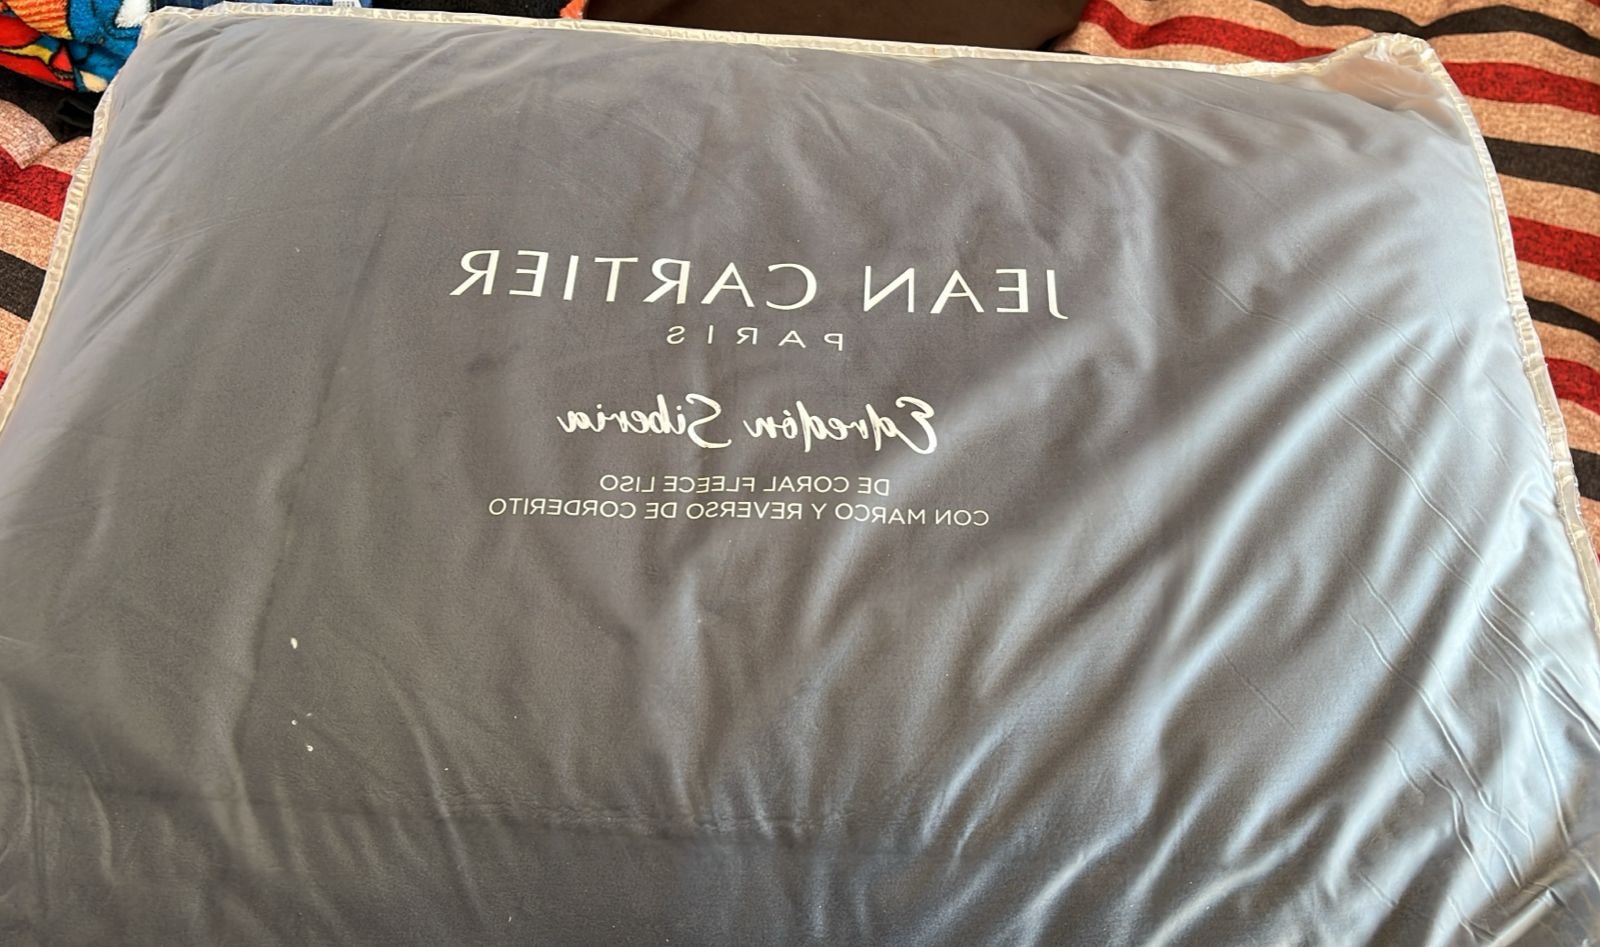 JEAN CARTIER
PARIS
Edredón Siberia
DE CORAL FLEECE LISO
CON MARCO Y REVERSO DE CORDERITO